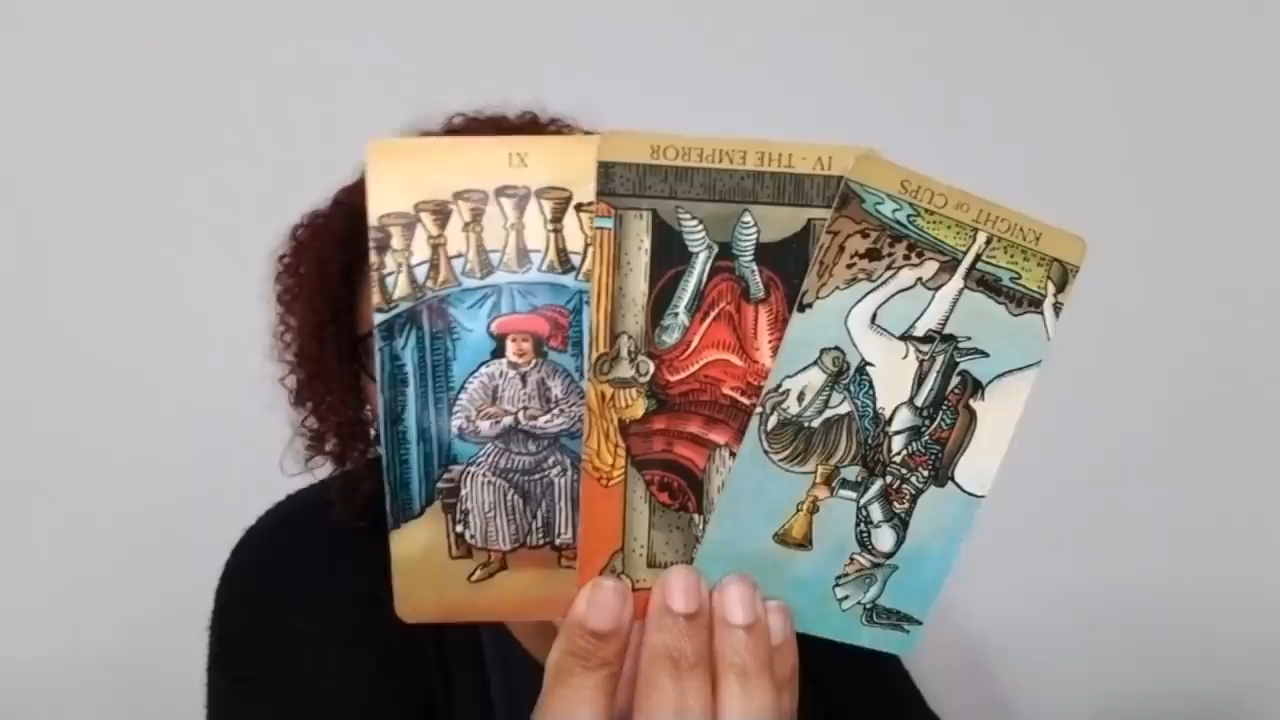 XI
IV - THE EMPEROR
KNIGHT OF CUPS